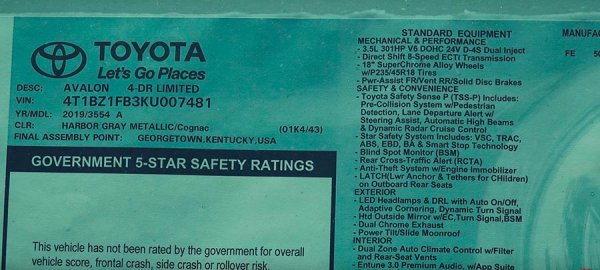 TOYOTA
Let's Go Places
DESC: AVALON 4-DR LIMITED
VIN: 4T1BZ1FB3KU007481
YR/MDL: 2019/3554 A
CLR: HARBOR GRAY METALLIC/Cognac (01K4/43)
FINAL ASSEMBLY POINT: GEORGETOWN,KENTUCKY,USA
GOVERNMENT 5-STAR SAFETY RATINGS
This vehicle has not been rated by the government for overall
vehicle score, frontal crash, side crash or rollover risk.
STANDARD EQUIPMENT
MECHANICAL & PERFORMANCE
- 3.5L 301HP V6 DOHC 24V D-4S Dual Inject
- Direct Shift 8-Speed ECTi Transmission
- 18" SuperChrome Alloy Wheels
w/P235/45R18 Tires
- Pwr-Assist FR/Vent RR/Solid Disc Brakes
SAFETY & CONVENIENCE
- Toyota Safety Sense P (TSS-P) Includes:
Pre-Collision System w/Pedestrian
Detection, Lane Departure Alert w/
Steering Assist, Automatic High Beams
& Dynamic Radar Cruise Control
- Star Safety System Includes: VSC, TRAC,
ABS, EBD, BA & Smart Stop Technology
- Blind Spot Monitor (BSM)
- Rear Cross-Traffic Alert (RCTA)
- Anti-Theft System w/Engine Immobilizer
- LATCH(Lwr Anchor & Tethers for CHildren)
on Outboard Rear Seats
EXTERIOR
- LED Headlamps & DRL with Auto On/Off,
Adaptive Cornering, Dynamic Turn Signal
- Htd Outside Mirror w/EC,Turn Signal,BSM
- Dual Chrome Exhaust
- Power Tilt/Slide Moonroof
INTERIOR
- Dual Zone Auto Climate Control w/Filter
and Rear-Seat Vents
- Entune 3.0 Premium Audio, w/App Suite
MANUFAC
FE 50